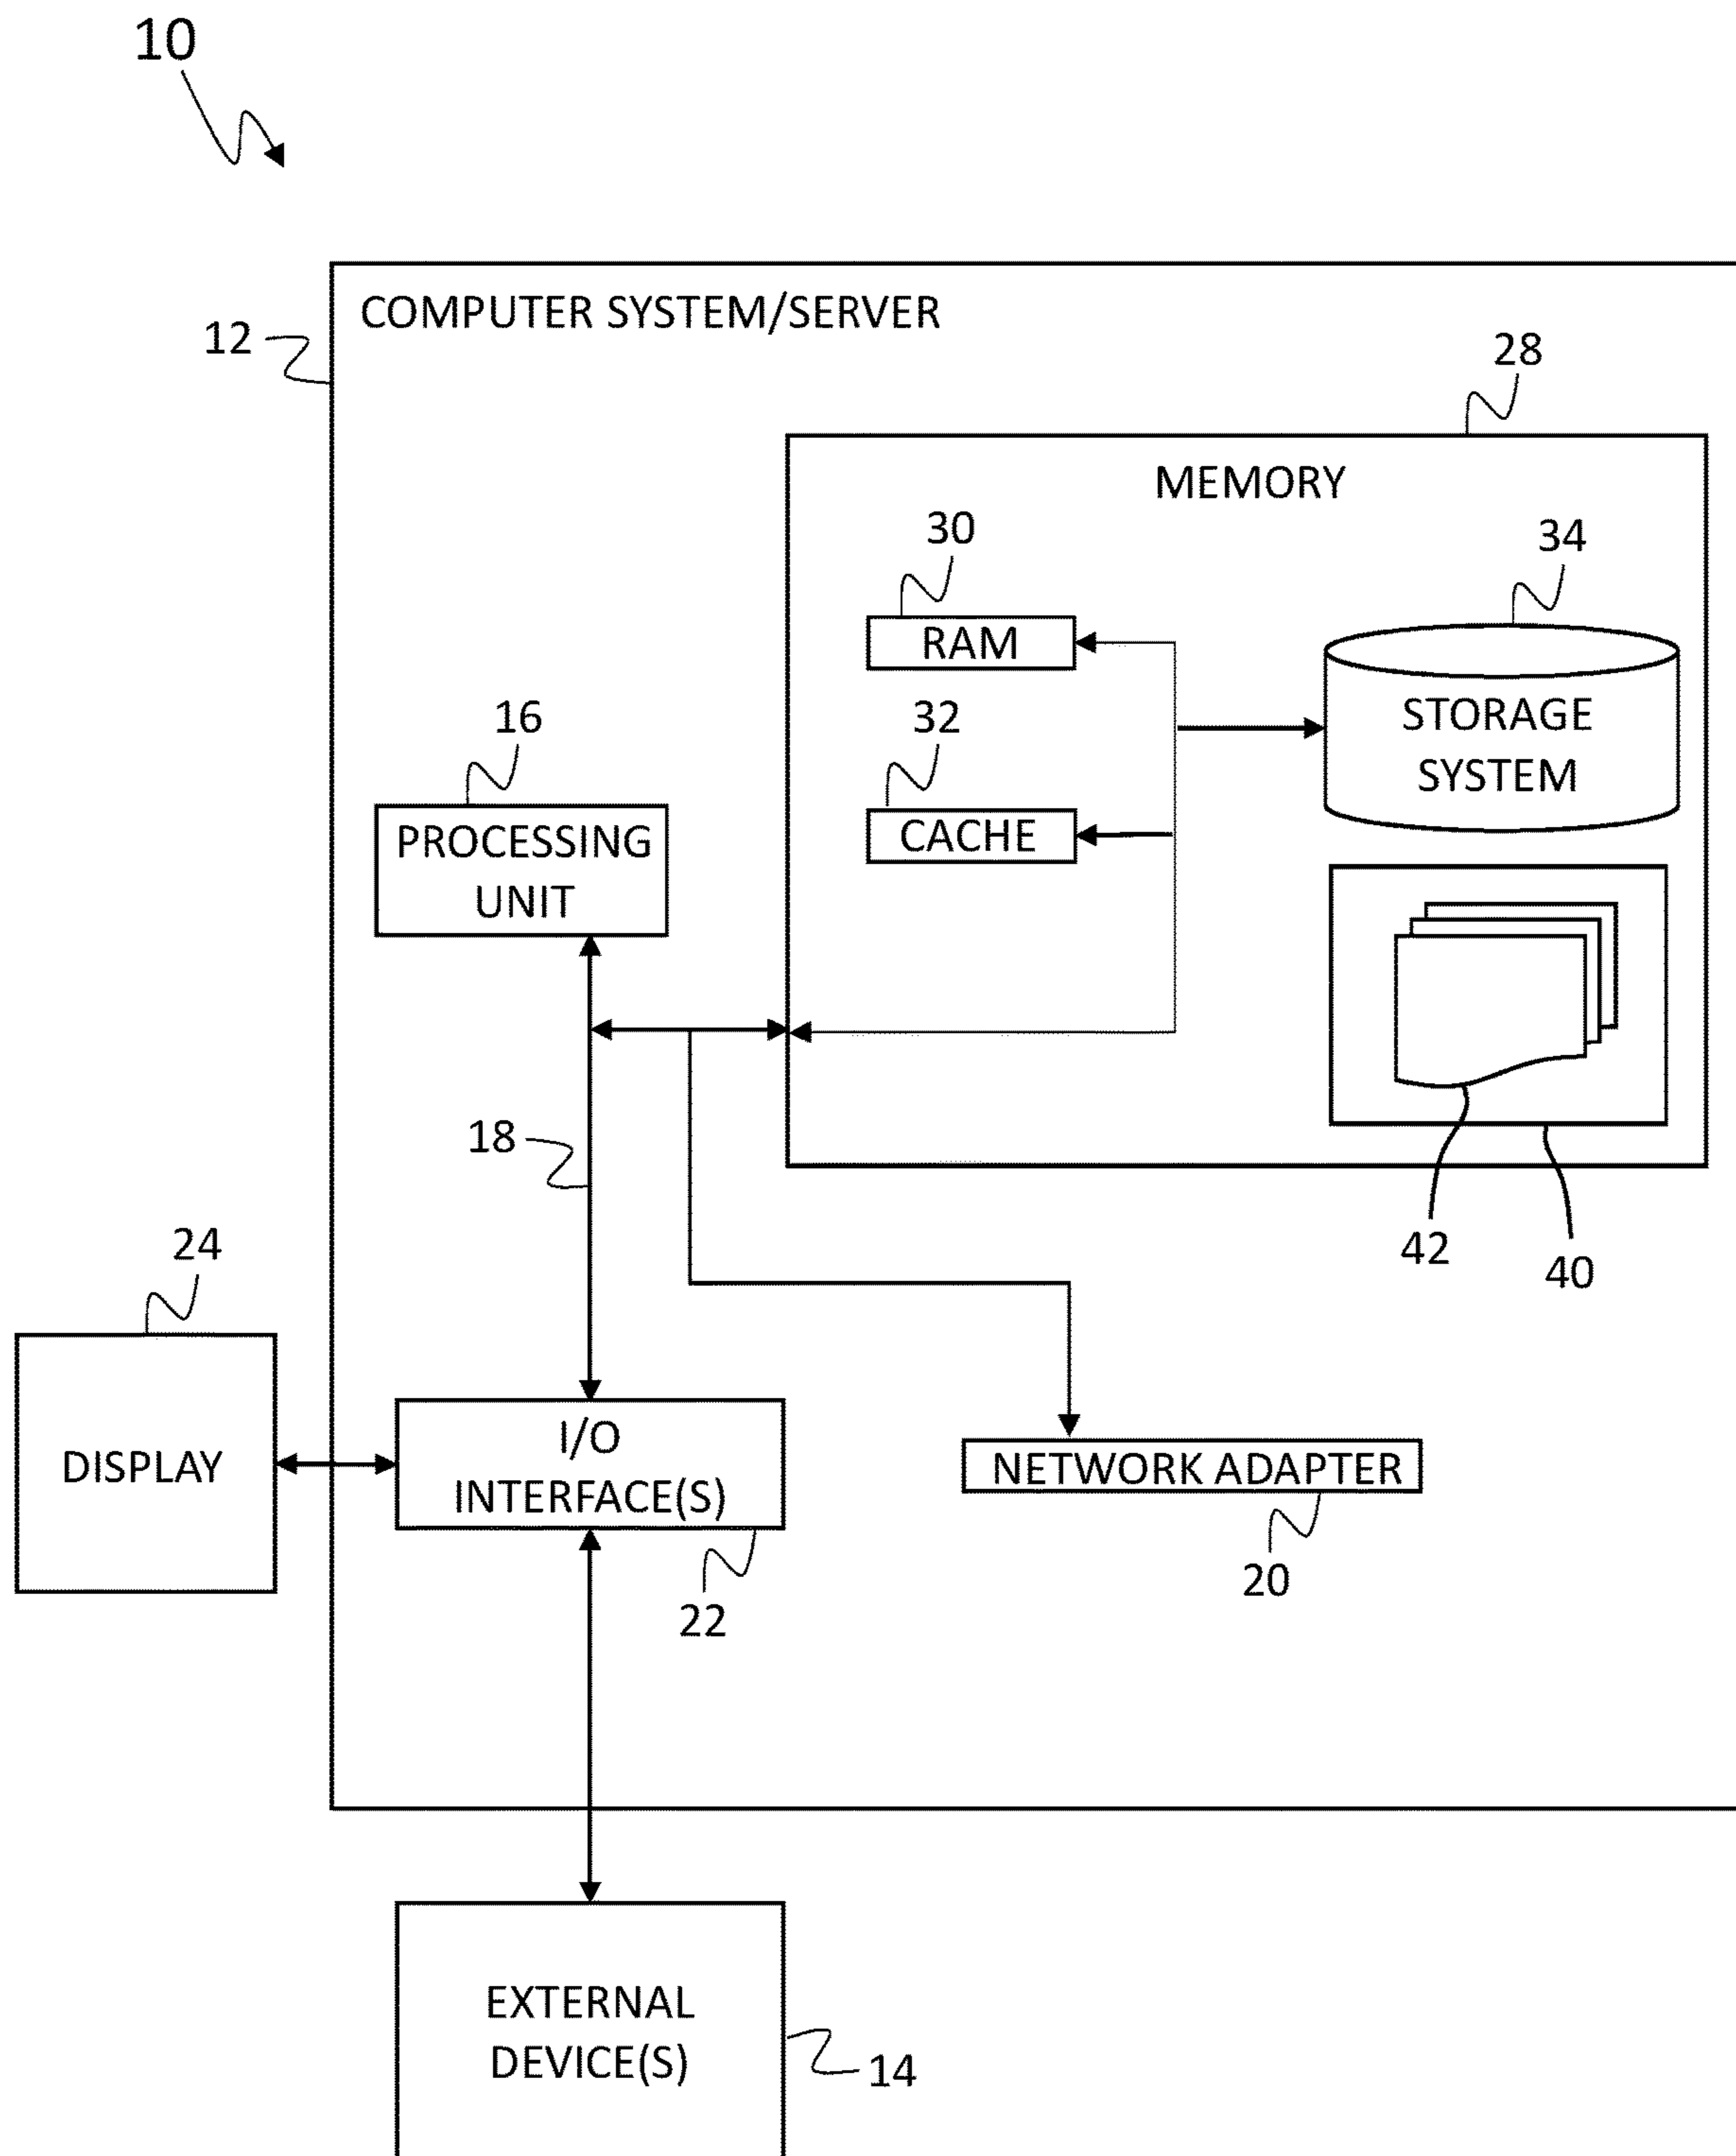 10
COMPUTER SYSTEM/SERVER
12
28
MEMORY
30
34
RAM
STORAGE
SYSTEM
32
CACHE
16
PROCESSING
UNIT
18
42
40
24
DISPLAY
I/O
INTERFACE(S)
22
NETWORK ADAPTER
20
EXTERNAL
DEVICE(S)
14